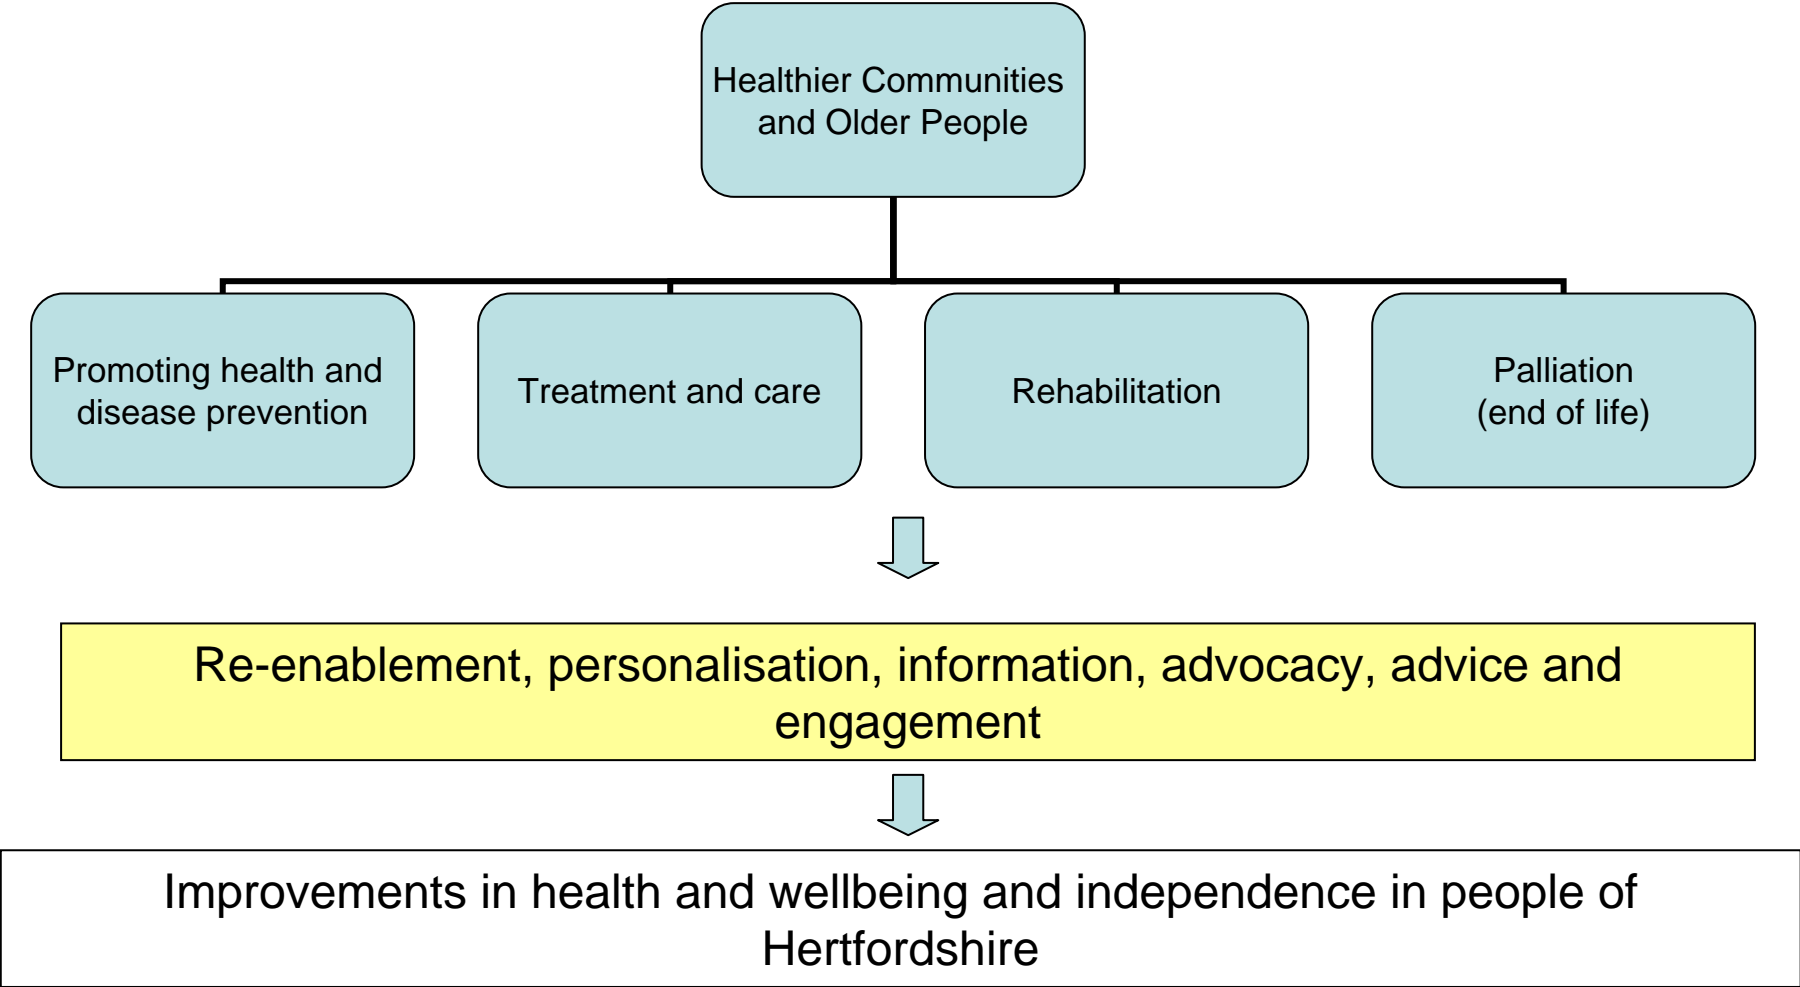 Healthier Communities
and Older People
Promoting health and
disease prevention
Treatment and care
Rehabilitation
Palliation
(end of life)
Re-enablement, personalisation, information, advocacy, advice and
engagement
Improvements in health and wellbeing and independence in people of
Hertfordshire